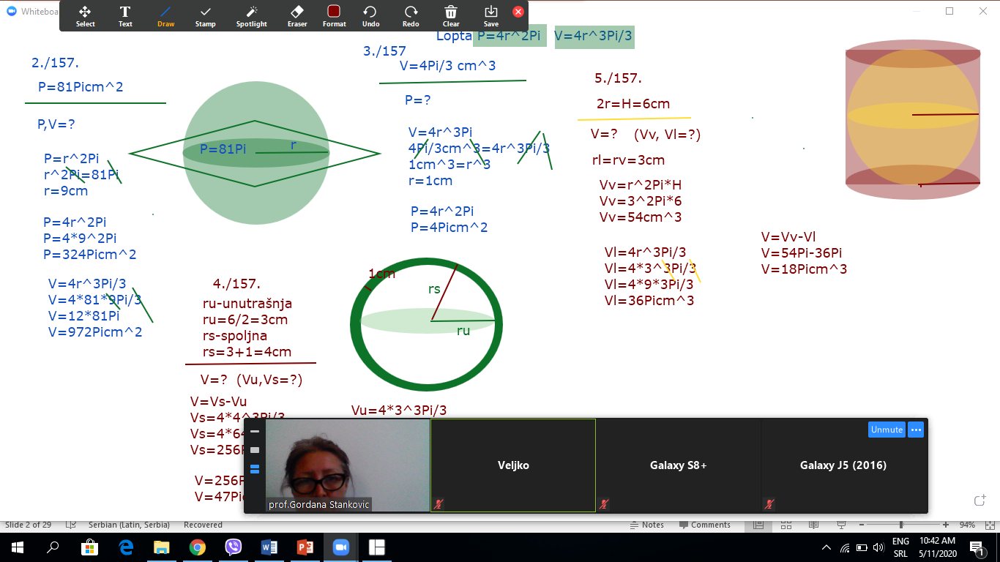 Whiteboa
Select
Text
Draw
Stamp
Spotlight
Eraser
Format
Undo
Redo
Clear
Save
Lopta P=4r^2Pi V=4r^3Pi/3
2./157.
P=81Picm^2
P,V=?
P=r^2Pi
r^2Pi=81Pi
r=9cm
P=4r^2Pi
P=4*9^2Pi
P=324Picm^2
V=4r^3Pi/3
V=4*81*9Pi/3
V=12*81Pi
V=972Picm^2
P=81Pi
r
3./157
V=4Pi/3 cm^3
P=?
V=4r^3Pi
4Pi/3cm^3=4r^3Pi/3
1cm^3=r^3
r=1cm
P=4r^2Pi
P=4Picm^2
4./157.
ru-unutrašnja
ru=6/2=3cm
rs-spoljna
rs=3+1=4cm
V=? (Vu,Vs=?)
V=Vs-Vu
Vs=4*4^3Pi/3
Vs=4*64
Vs=256P
V=256P
V=47Pic
1cm
rs
ru
Vu=4*3^3Pi/3
5./157.
2r=H=6cm
V=? (Vv, Vl=?)
rl=rv=3cm
Vv=r^2Pi*H
Vv=3^2Pi*6
Vv=54cm^3
Vl=4r^3Pi/3
Vl=4*3^3Pi/3
Vl=4*9*3Pi/3
Vl=36Picm^3
V=Vv-Vl
V=54Pi-36Pi
V=18Picm^3
prof.Gordana Stankovic
Veljko
Galaxy S8+
Galaxy J5 (2016)
Unmute
Slide 2 of 29
Serbian (Latin, Serbia)
Recovered
Notes
Comments
94%
ENG
SRL
10:42 AM
5/11/2020
1